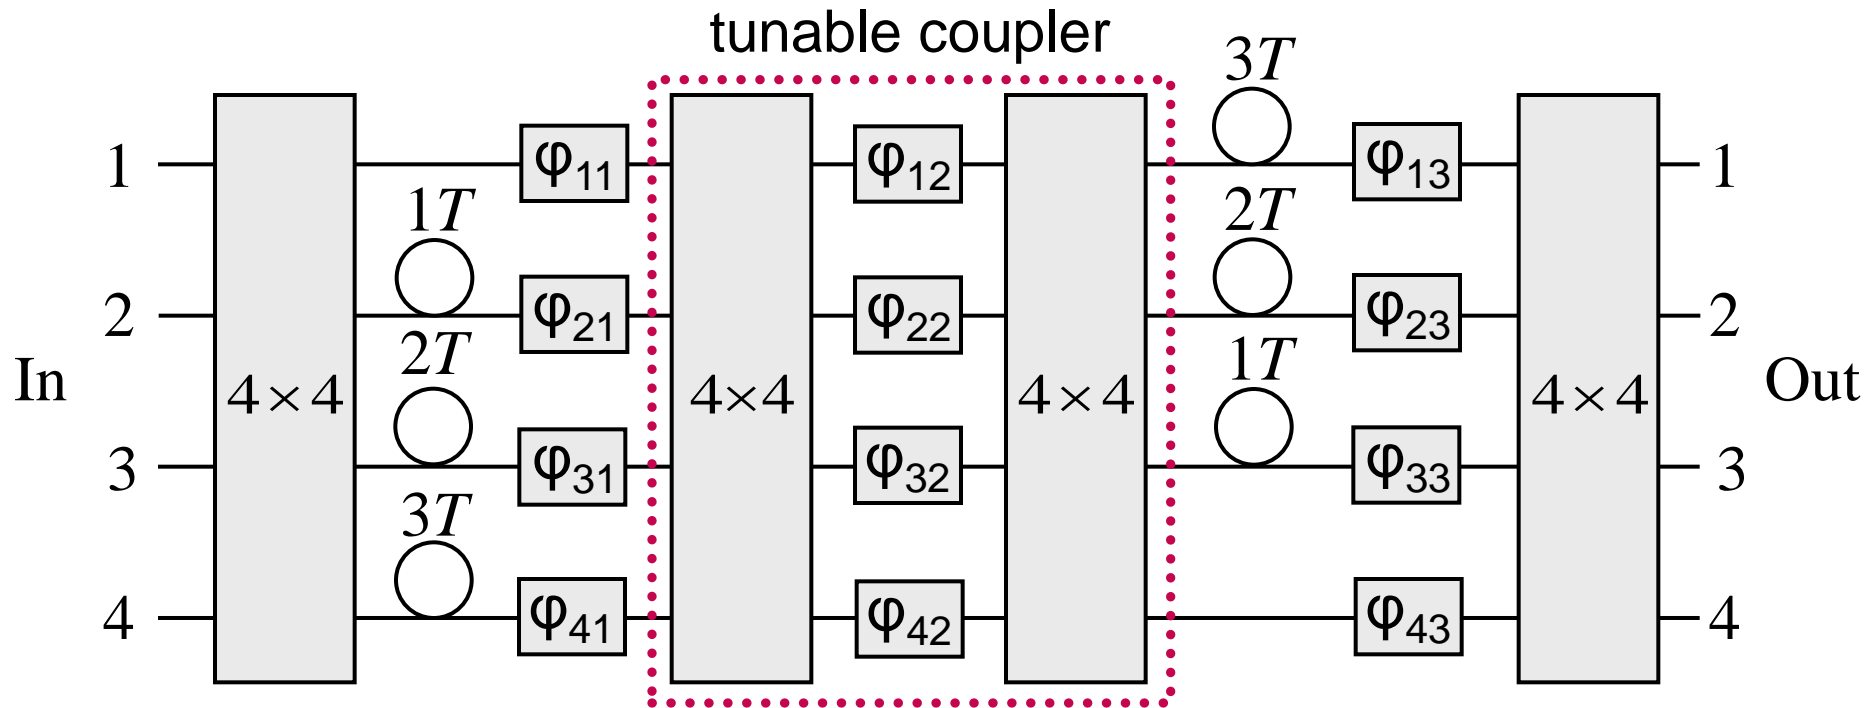 tunable coupler
3T
1 φ11 φ12 φ13 1
1T 2T
2 φ21 φ22 φ23 2
2T 1T
In 4×4 4×4 4×4 4×4 Out
3 φ31 φ32 φ33 3
3T
4 φ41 φ42 φ43 4